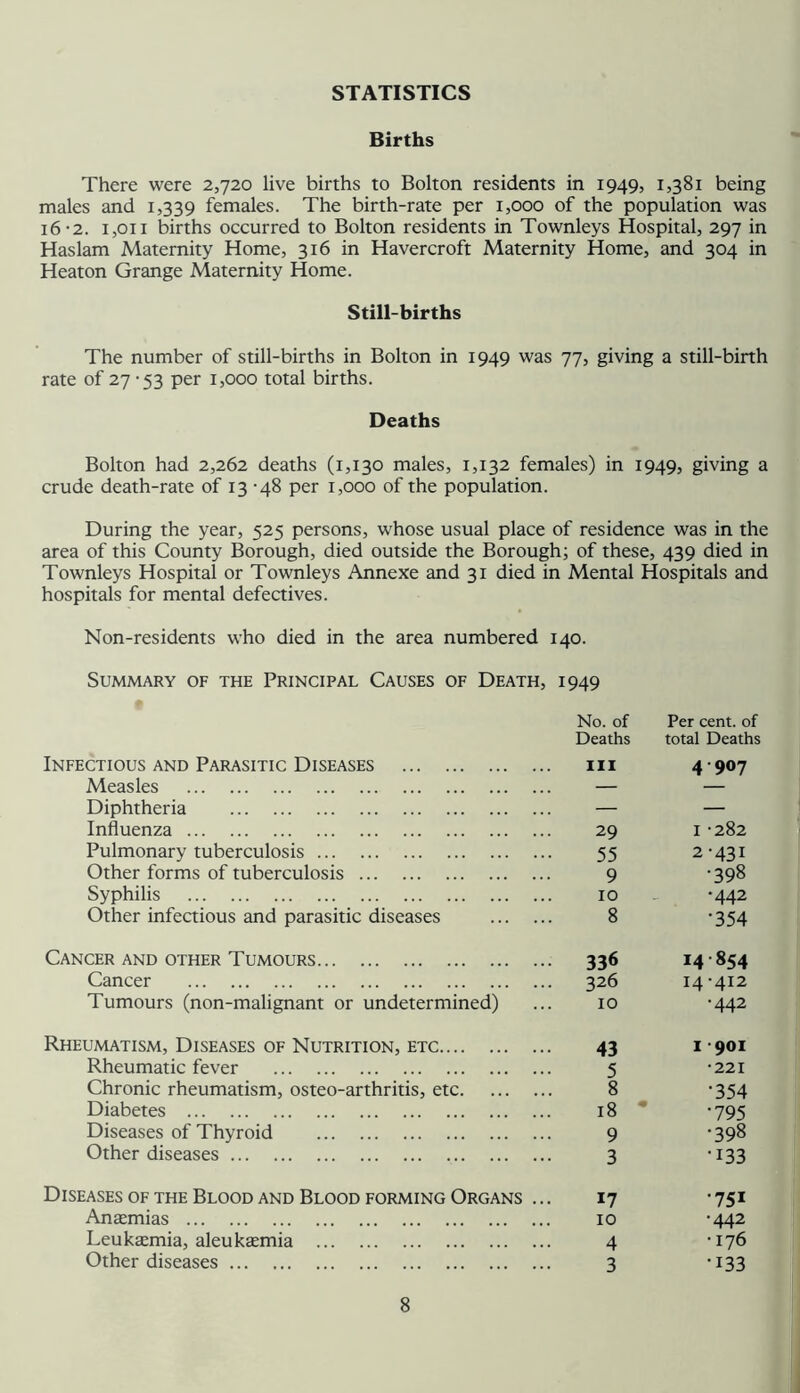 STATISTICS
Births
There were 2,720 live births to Bolton residents in 1949, 1,381 being
males and 1,339 females. The birth-rate per 1,000 of the population was
16·2. 1,011 births occurred to Bolton residents in Townleys Hospital, 297 in
Haslam Maternity Home, 316 in Havercroft Maternity Home, and 304 in
Heaton Grange Maternity Home.
Still-births
The number of still-births in Bolton in 1949 was 77, giving a still-birth
rate of 27·53 per 1,000 total births.
Deaths
Bolton had 2,262 deaths (1,130 males, 1,132 females) in 1949, giving a
crude death-rate of 13·48 per 1,000 of the population.
During the year, 525 persons, whose usual place of residence was in the
area of this County Borough, died outside the Borough; of these, 439 died in
Townleys Hospital or Townleys Annexe and 31 died in Mental Hospitals and
hospitals for mental defectives.
Non-residents who died in the area numbered 140.
SUMMARY OF THE PRINCIPAL CAUSES OF DEATH, 1949
No. of Per cent. of
Deaths total Deaths
INFECTIOUS AND PARASITIC DISEASES ... ... ... ... ... 111 4·907
Measles ... ... ... ... ... ... ... ... ... — —
Diphtheria ... ... ... ... ... ... ... ... — —
Influenza ... ... ... ... ... ... ... ... ... 29 1·282
Pulmonary tuberculosis ... ... ... ... ... ... ... 55 2·431
Other forms of tuberculosis ... ... ... ... ... ... 9 ·398
Syphilis ... ... ... ... ... ... ... ... ... 10 ·442
Other infectious and parasitic diseases ... ... 8 ·354
CANCER AND OTHER TUMOURS... ... ... ... ... ... ... 336 14·854
Cancer ... ... ... ... ... ... ... ... ... 326 14·412
Tumours (non-malignant or undetermined) ... 10 ·442
RHEUMATISM, DISEASES OF NUTRITION, ETC.... ... ... ... 43 1·901
Rheumatic fever ... ... ... ... ... ... ... 5 ·221
Chronic rheumatism, osteo-arthritis, etc. ... ... 8 ·354
Diabetes ... ... ... ... ... ... ... ... ... 18 ·795
Diseases of Thyroid ... ... ... ... ... ... 9 ·398
Other diseases ... ... ... ... ... ... ... ... 3 ·133
DISEASES OF THE BLOOD AND BLOOD FORMING ORGANS ... 17 ·751
Anæmias ... ... ... ... ... ... ... ... ... 10 ·442
Leukæmia, aleukæmia ... ... ... ... ... ... 4 ·176
Other diseases ... ... ... ... ... ... ... ... 3 ·133
8